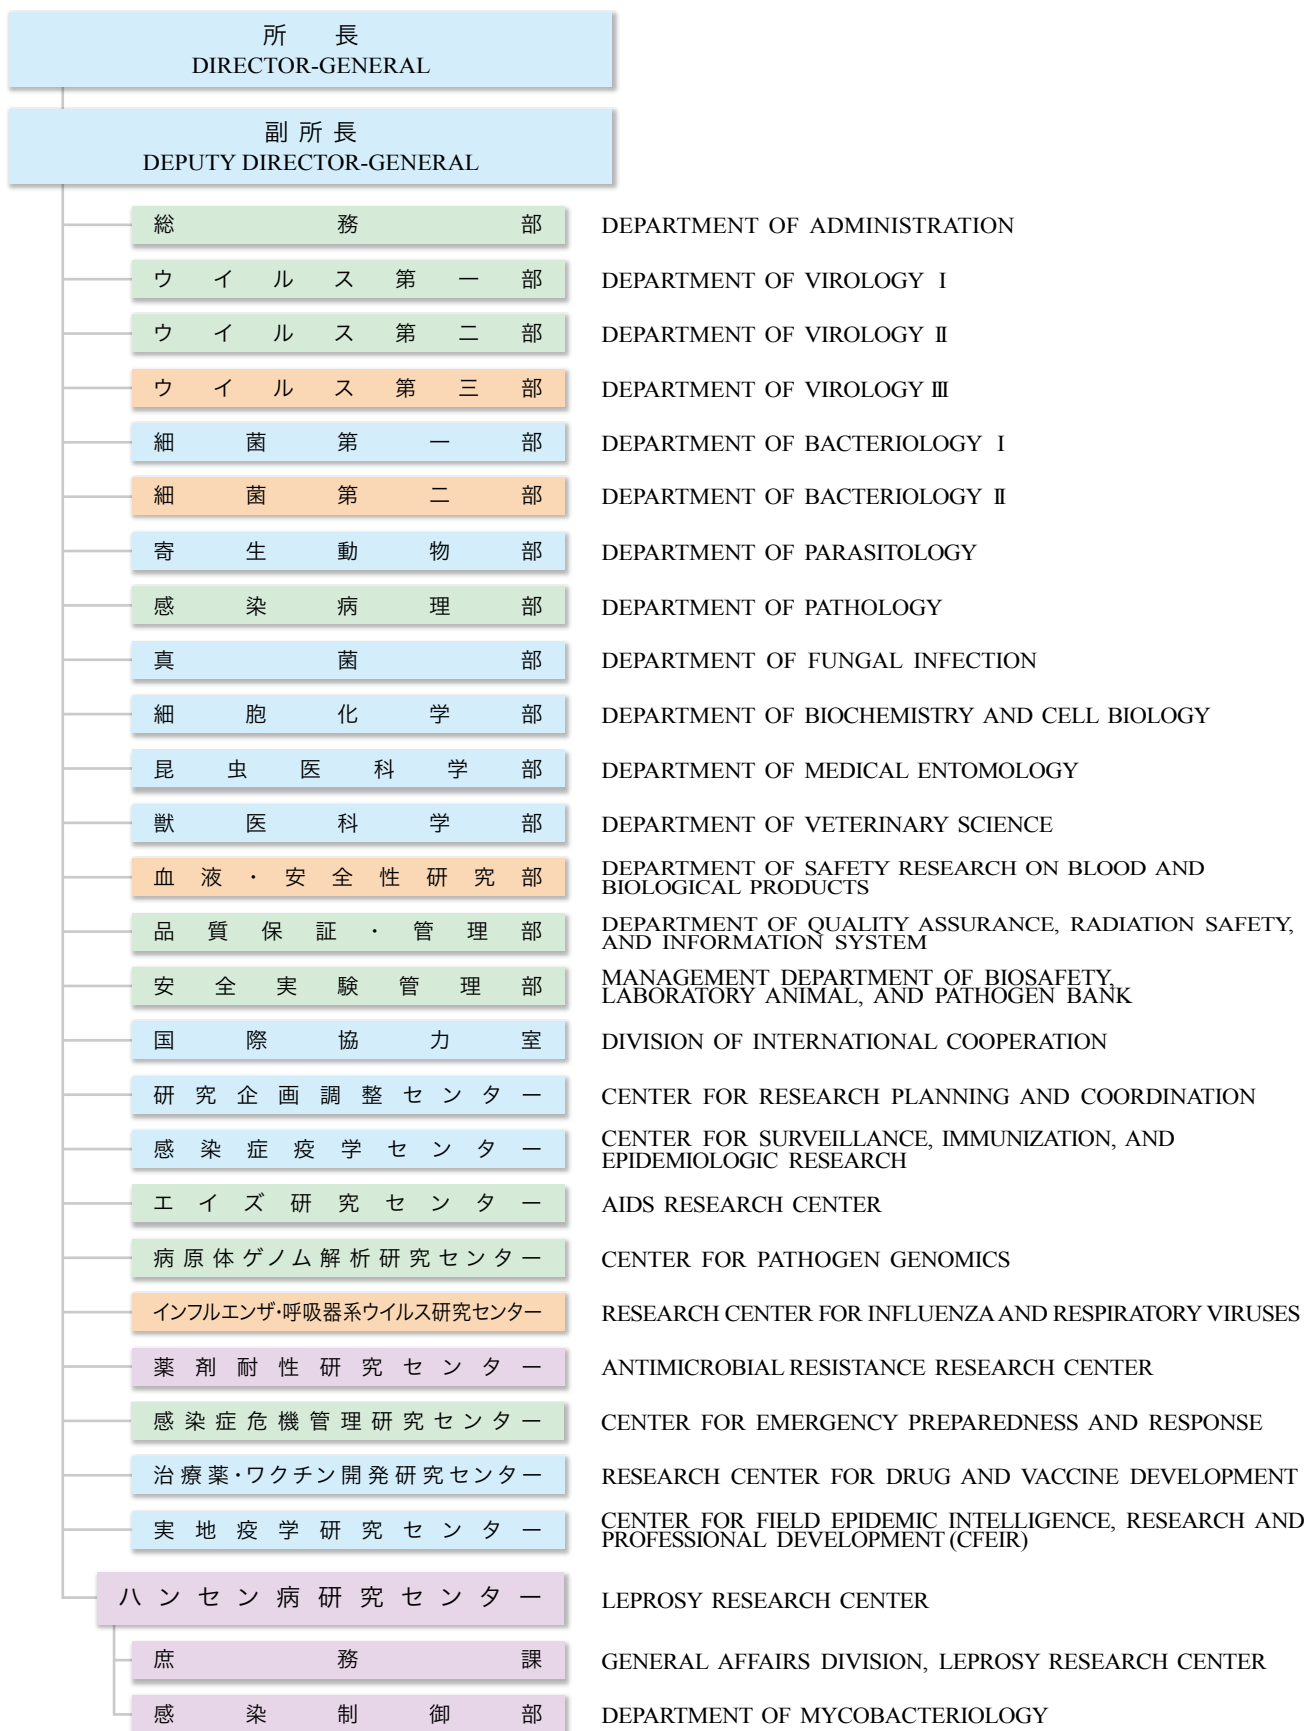 所長
DIRECTOR-GENERAL
副所長
DEPUTY DIRECTOR-GENERAL
総務部 DEPARTMENT OF ADMINISTRATION
ウイルス第一部 DEPARTMENT OF VIROLOGY Ⅰ
ウイルス第二部 DEPARTMENT OF VIROLOGY Ⅱ
ウイルス第三部 DEPARTMENT OF VIROLOGY Ⅲ
細菌第一部 DEPARTMENT OF BACTERIOLOGY Ⅰ
細菌第二部 DEPARTMENT OF BACTERIOLOGY Ⅱ
寄生動物部 DEPARTMENT OF PARASITOLOGY
感染病理部 DEPARTMENT OF PATHOLOGY
真菌部 DEPARTMENT OF FUNGAL INFECTION
細胞化学部 DEPARTMENT OF BIOCHEMISTRY AND CELL BIOLOGY
昆虫医科学部 DEPARTMENT OF MEDICAL ENTOMOLOGY
獣医科学部 DEPARTMENT OF VETERINARY SCIENCE
血液・安全性研究部 DEPARTMENT OF SAFETY RESEARCH ON BLOOD AND
BIOLOGICAL PRODUCTS
品質保証・管理部 DEPARTMENT OF QUALITY ASSURANCE, RADIATION SAFETY,
AND INFORMATION SYSTEM
安全実験管理部 MANAGEMENT DEPARTMENT OF BIOSAFETY,
LABORATORY ANIMAL, AND PATHOGEN BANK
国際協力室 DIVISION OF INTERNATIONAL COOPERATION
研究企画調整センター CENTER FOR RESEARCH PLANNING AND COORDINATION
感染症疫学センター CENTER FOR SURVEILLANCE, IMMUNIZATION, AND
EPIDEMIOLOGIC RESEARCH
エイズ研究センター AIDS RESEARCH CENTER
病原体ゲノム解析研究センター CENTER FOR PATHOGEN GENOMICS
インフルエンザ・呼吸器系ウイルス研究センター RESEARCH CENTER FOR INFLUENZA AND RESPIRATORY VIRUSES
薬剤耐性研究センター ANTIMICROBIAL RESISTANCE RESEARCH CENTER
感染症危機管理研究センター CENTER FOR EMERGENCY PREPAREDNESS AND RESPONSE
治療薬・ワクチン開発研究センター RESEARCH CENTER FOR DRUG AND VACCINE DEVELOPMENT
実地疫学研究センター CENTER FOR FIELD EPIDEMIC INTELLIGENCE, RESEARCH AND
PROFESSIONAL DEVELOPMENT (CFEIR)
ハンセン病研究センター LEPROSY RESEARCH CENTER
庶務課 GENERAL AFFAIRS DIVISION, LEPROSY RESEARCH CENTER
感染制御部 DEPARTMENT OF MYCOBACTERIOLOGY